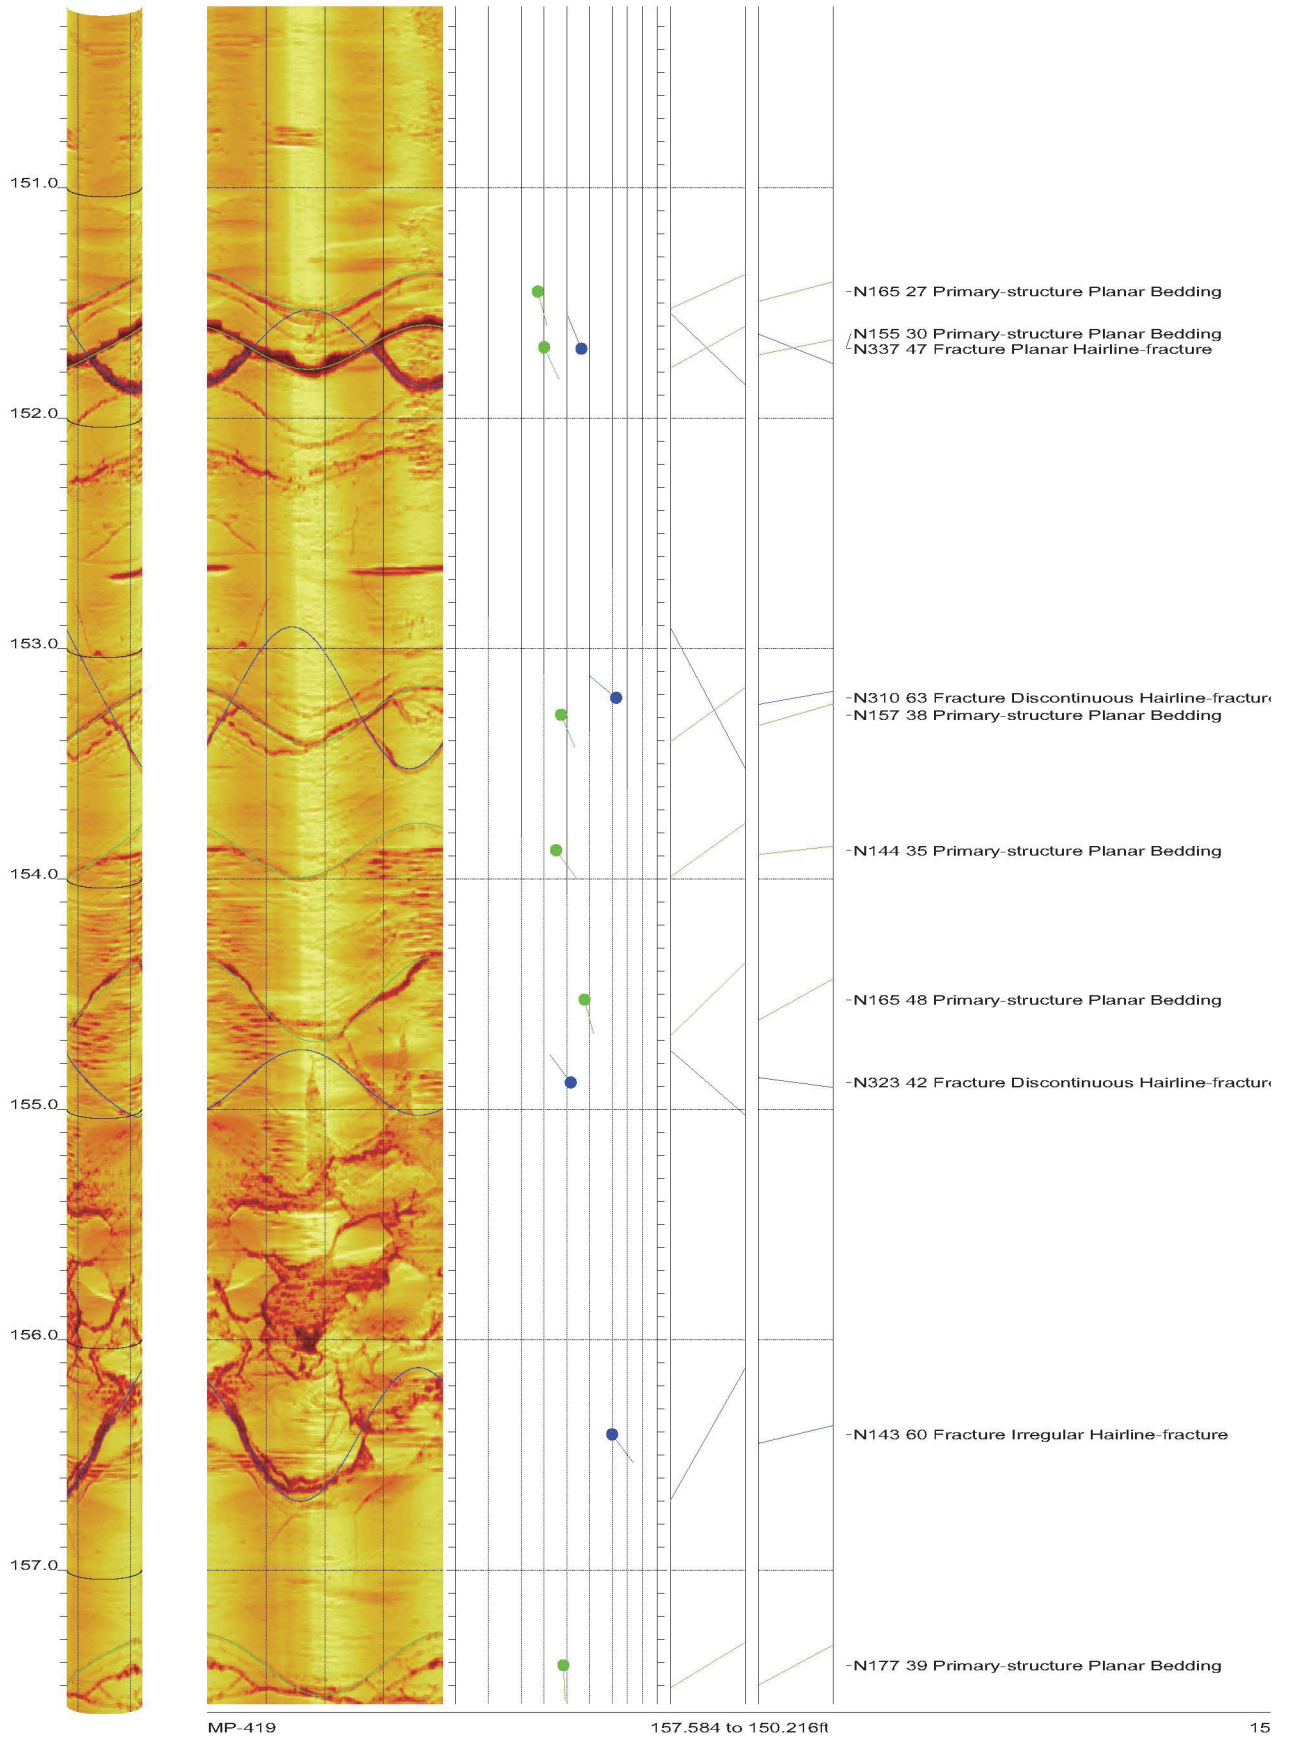 151.0
-N165 27 Primary-structure Planar Bedding
N155 30 Primary-structure Planar Bedding
-N337 47 Fracture Planar Hairline-fracture
152.0
153.0
-N310 63 Fracture Discontinuous Hairline-fracture
-N157 38 Primary-structure Planar Bedding
-N144 35 Primary-structure Planar Bedding
154.0
-N165 48 Primary-structure Planar Bedding
-N323 42 Fracture Discontinuous Hairline-fracture
155.0
156.0
-N143 60 Fracture Irregular Hairline-fracture
157.0
-N177 39 Primary-structure Planar Bedding
MP-419 157.584 to 150.216ft 15